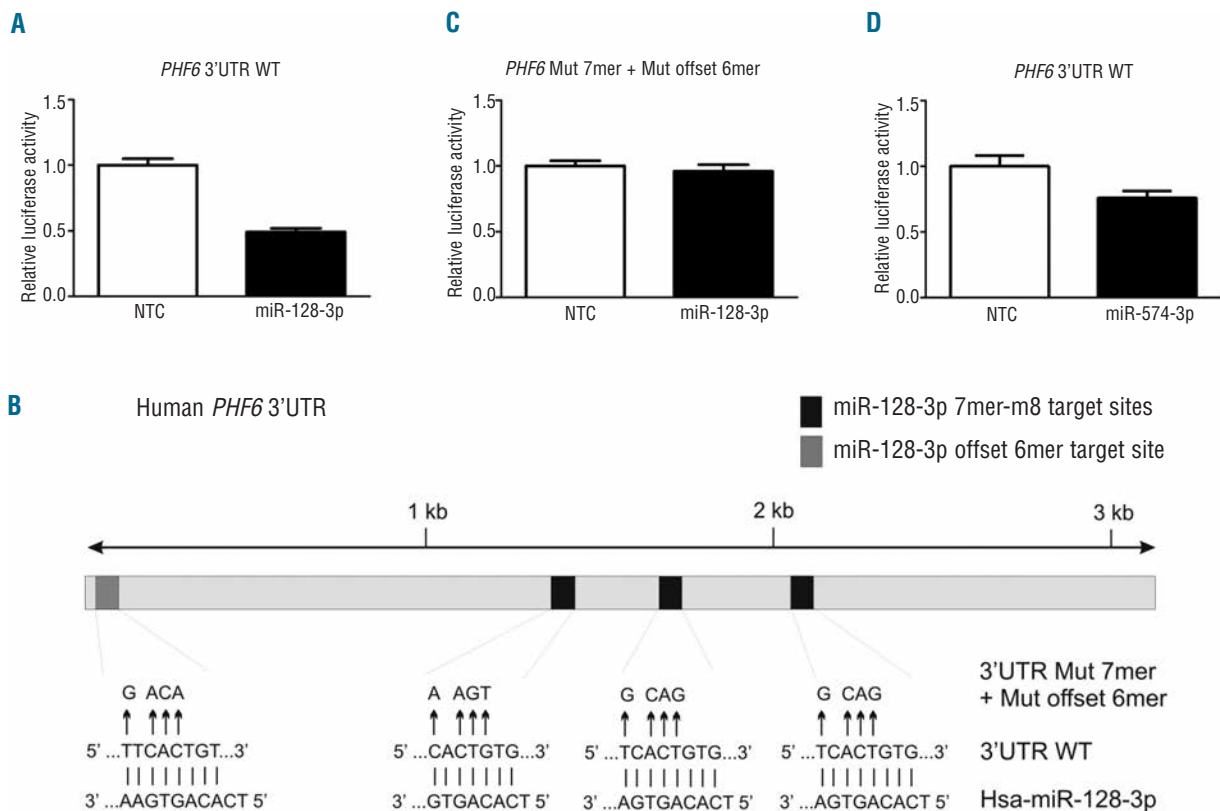 A
PHF6 3'UTR WT
Relative luciferase activity
1.5
1.0
0.5
0.0
NTC
miR-128-3p
C
PHF6 Mut 7mer + Mut offset 6mer
Relative luciferase activity
1.5
1.0
0.5
0.0
NTC
miR-128-3p
D
PHF6 3'UTR WT
Relative luciferase activity
1.5
1.0
0.5
0.0
NTC
miR-574-3p
B
Human PHF6 3'UTR
miR-128-3p 7mer-m8 target sites
miR-128-3p offset 6mer target site
1 kb 2 kb 3 kb
G ACA A AGT G CAG G CAG 3'UTR Mut 7mer
+ Mut offset 6mer
5' ...TTCACTGT...3' 5' ...CACTGTG...3' 5' ...TCACTGTG...3' 5' ...TCACTGTG...3' 3'UTR WT
3' ...AAGTGACACT 5' 3' ...GTGACACT 5' 3' ...AGTGACACT 5' 3' ...AGTGACACT 5' Hsa-miR-128-3p